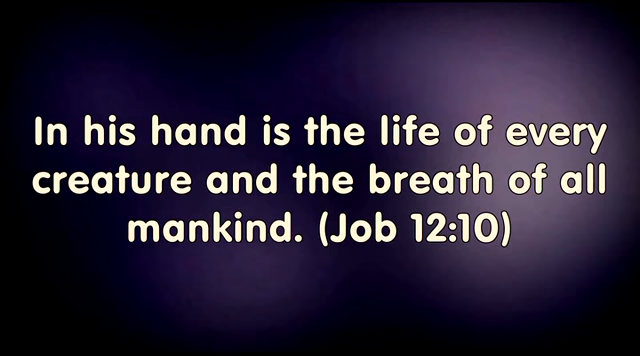 In his hand is the life of every
creature and the breath of all
mankind. (Job 12:10)